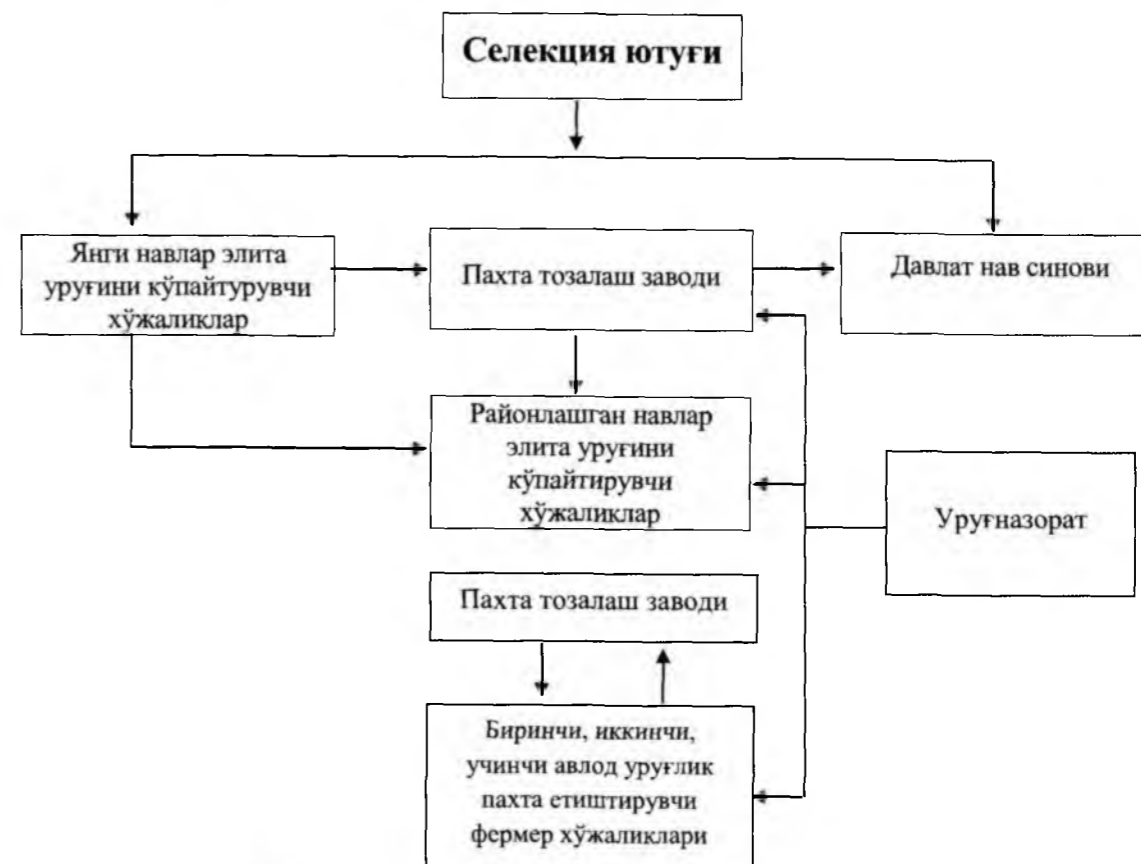 Селекция ютуғи
Янги навлар элита
уруғини кўпайтурувчи
хўжаликлар
Пахта тозалаш заводи
Давлат нав синови
Районлашган навлар
элита уруғини
кўпайтирувчи
хўжаликлар
Уруғназорат
Пахта тозалаш заводи
Биринчи, иккинчи,
учинчи авлод уруғлик
пахта етиштирувчи
фермер хўжаликлари